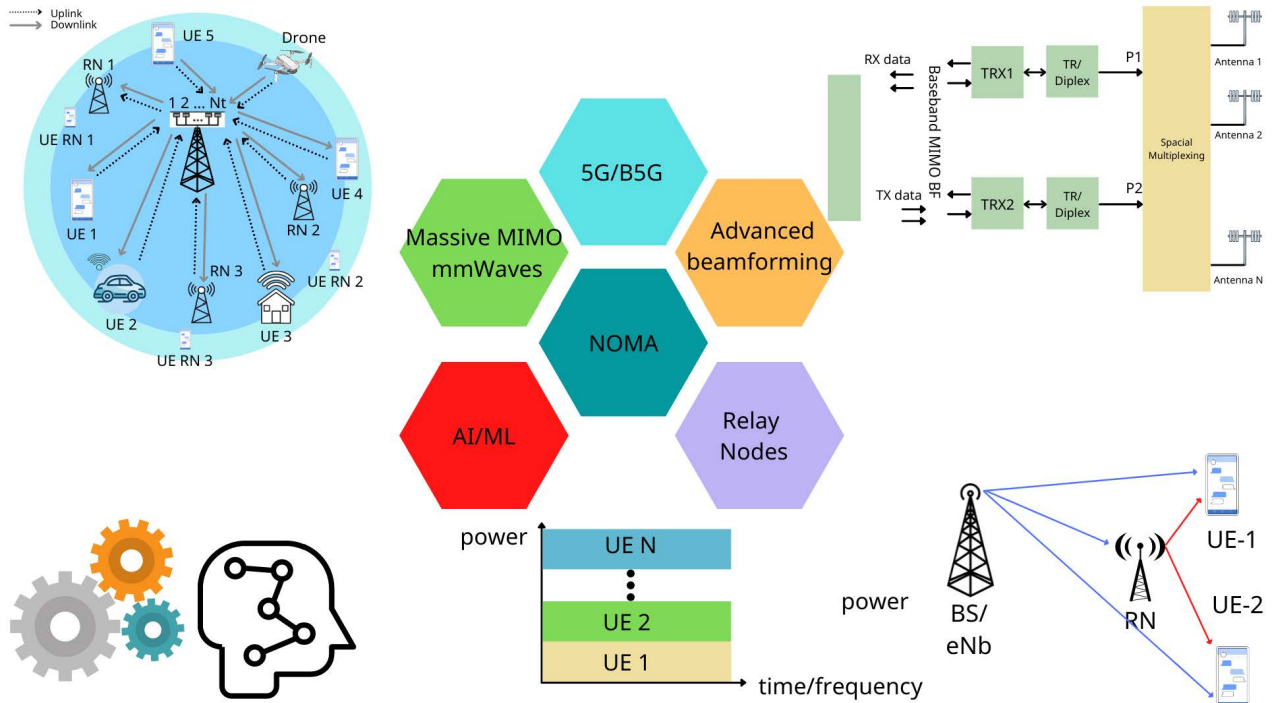 Uplink
Downlink
UE 5
Drone
RN 1
1 2 ... Nt
UE RN 1
UE 4
UE 1
RN 2
RN 3
UE RN 2
UE 2
UE 3
UE RN 3
5G/B5G
Massive MIMO
mmWaves
Advanced
beamforming
NOMA
AI/ML
Relay
Nodes
RX data
TX data
Baseband MIMO BF
TRX1
TR/
Diplex
P1
TRX2
TR/
Diplex
P2
Spacial
Multiplexing
Antenna 1
Antenna 2
Antenna N
power
UE N
UE 2
UE 1
time/frequency
power
BS/
eNb
RN
UE-1
UE-2